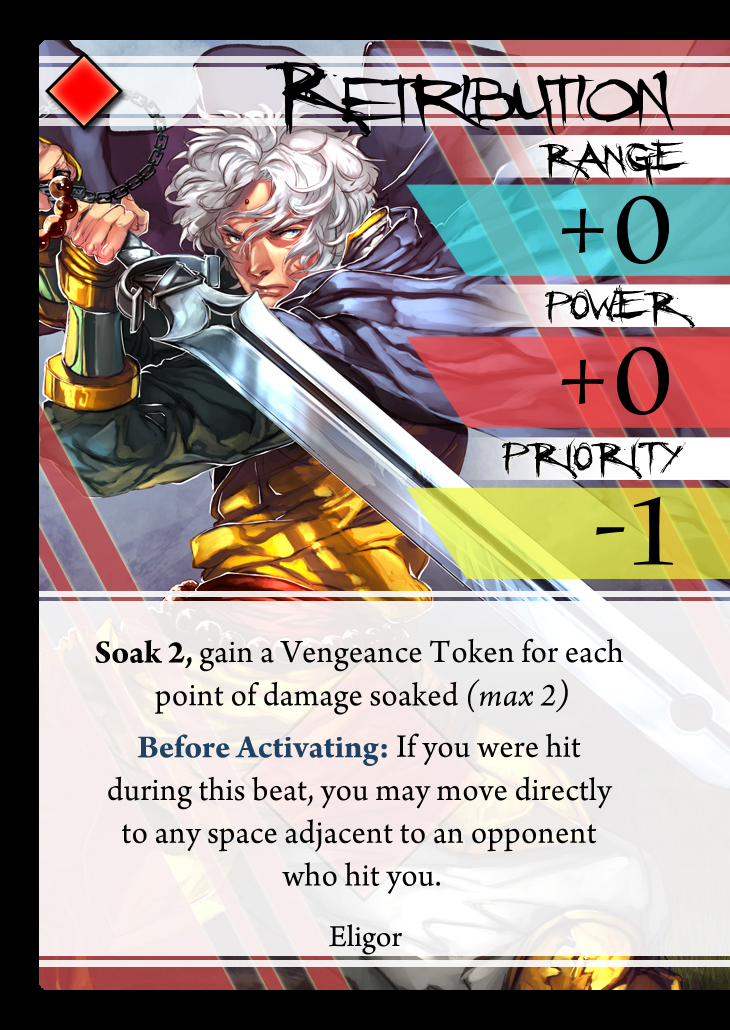 RETRIBUTION
RANGE
+0
POWER
+0
PRIORITY
-1
Soak 2, gain a Vengeance Token for each
point of damage soaked (max 2)
Before Activating: If you were hit
during this beat, you may move directly
to any space adjacent to an opponent
who hit you.
Eligor